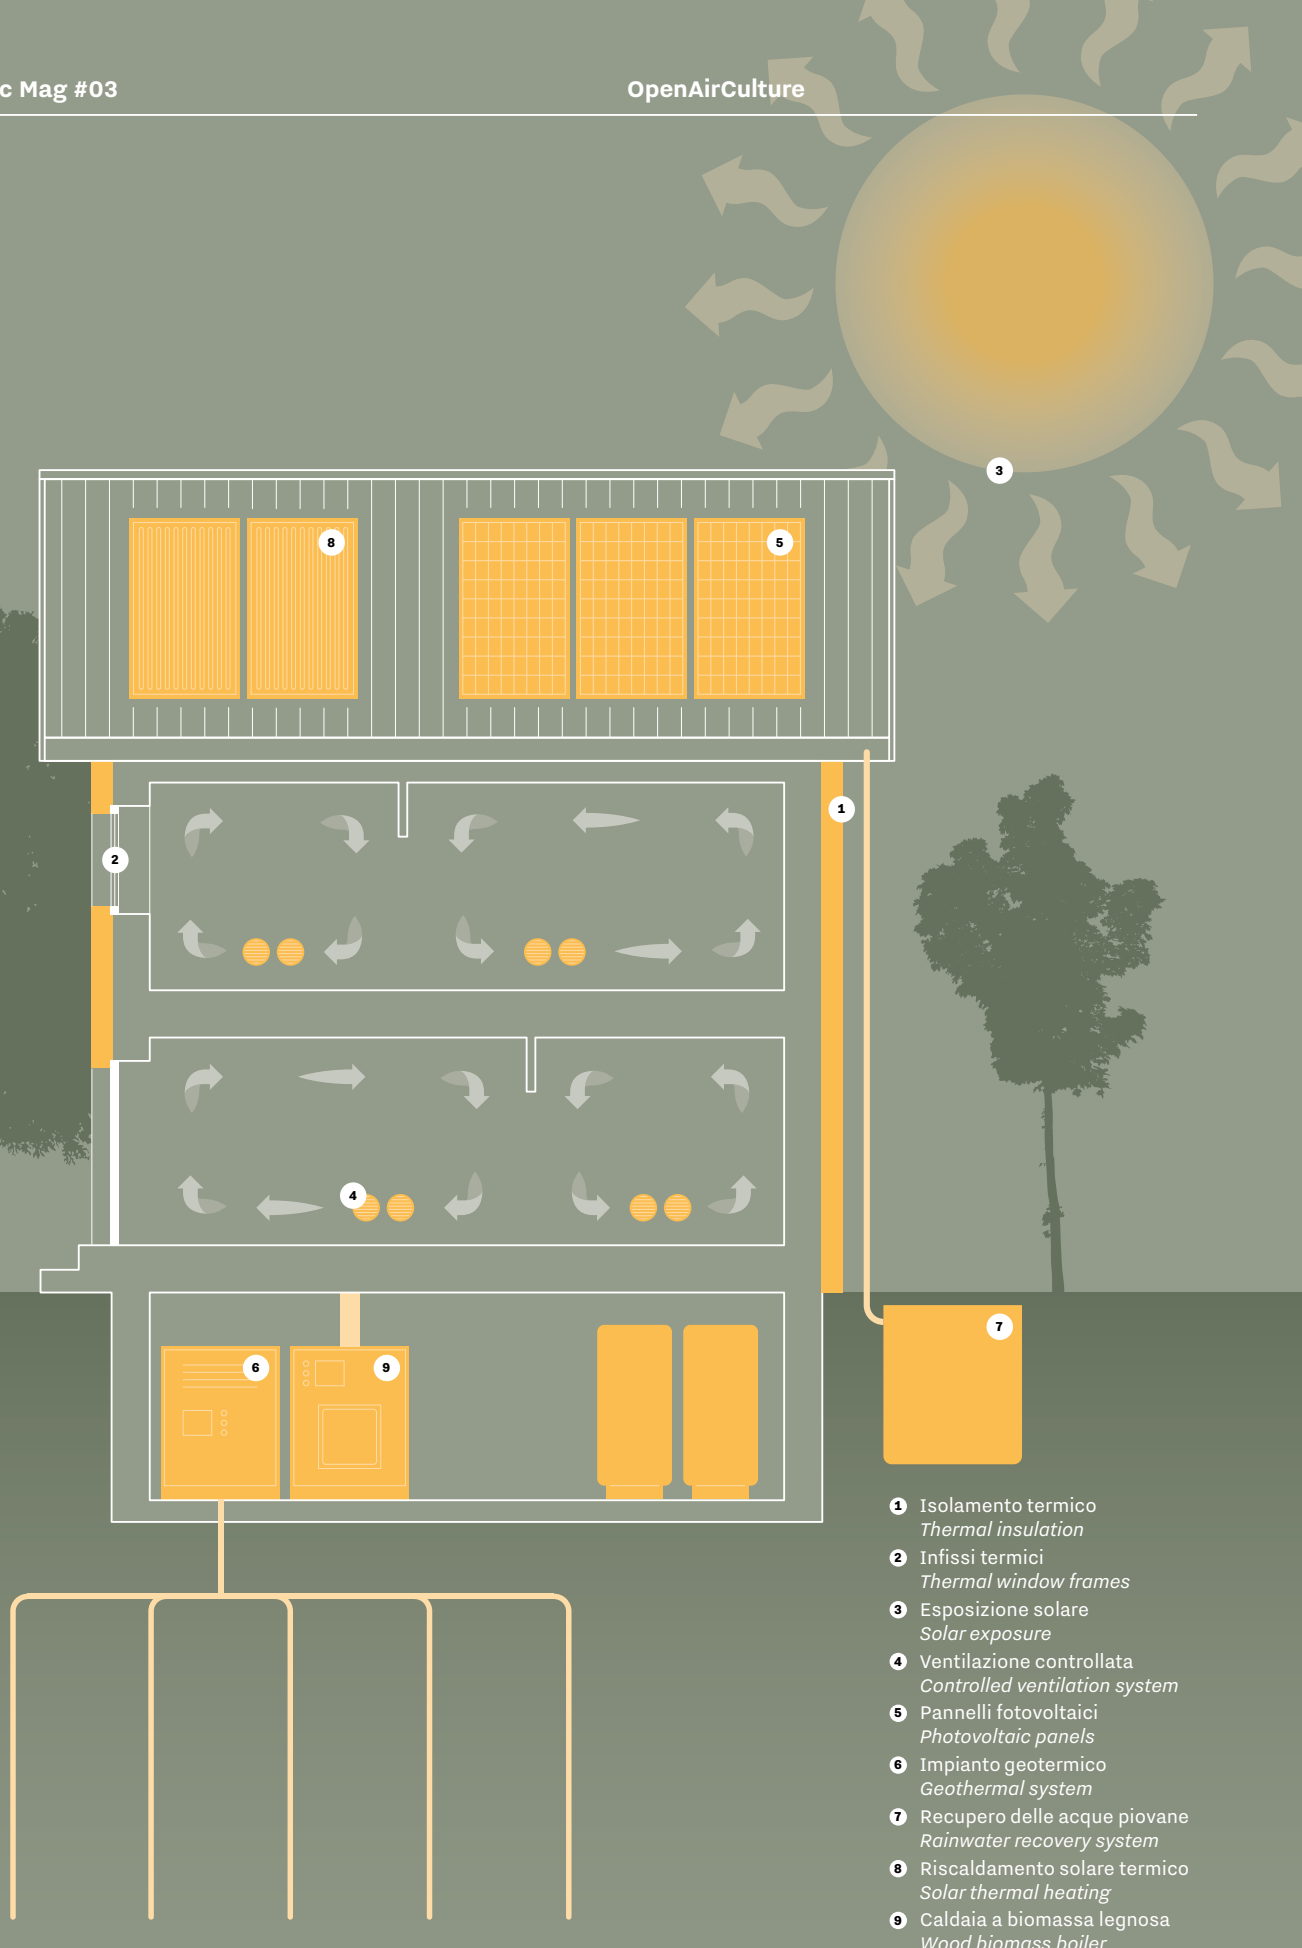 c Mag #03
OpenAirCulture
3
8
5
1
2
4
7
6
9
1 Isolamento termico
Thermal insulation
2 Infissi termici
Thermal window frames
3 Esposizione solare
Solar exposure
4 Ventilazione controllata
Controlled ventilation system
5 Pannelli fotovoltaici
Photovoltaic panels
6 Impianto geotermico
Geothermal system
7 Recupero delle acque piovane
Rainwater recovery system
8 Riscaldamento solare termico
Solar thermal heating
9 Caldaia a biomassa legnosa
Wood biomass boiler